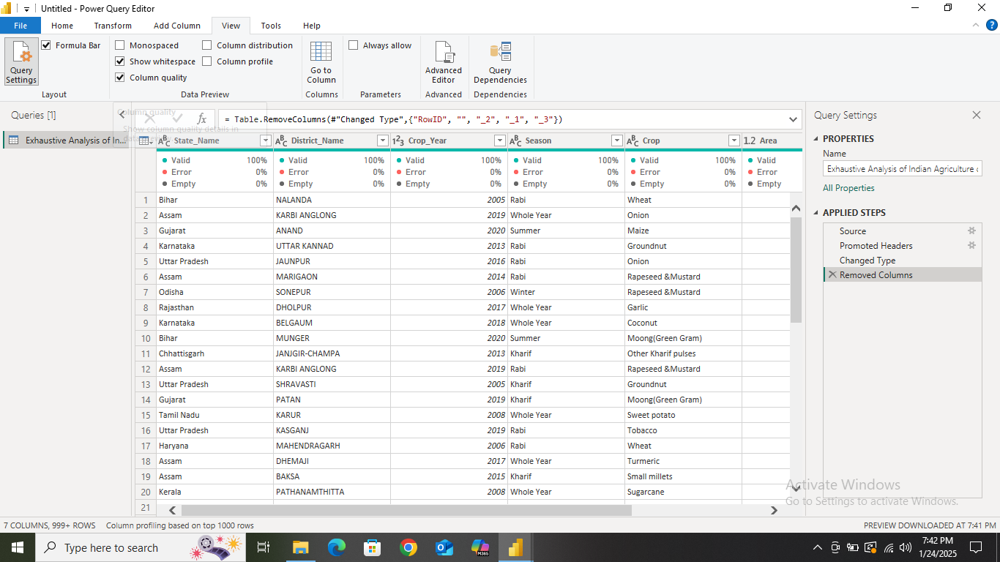 Untitled - Power Query Editor
File Home Transform Add Column View Tools Help
Query Settings
Formula Bar
Layout
Monospaced
Show whitespace
Column quality
Column distribution
Column profile
Data Preview
Go to Column
Columns
Always allow
Parameters
Advanced Editor
Advanced
Query Dependencies
Dependencies
Queries [1]
Exhaustive Analysis of In...
Column quality
Show column quality details in
= Table.RemoveColumns(#"Changed Type",{"RowID", "", "_2", "_1", "_3"})
State_Name District_Name Crop_Year Season Crop 1.2 Area
Valid 100% Valid 100% Valid 100% Valid 100% Valid 100% Valid
Error 0% Error 0% Error 0% Error 0% Error 0% Error
Empty 0% Empty 0% Empty 0% Empty 0% Empty 0% Empty
1 Bihar NALANDA 2005 Rabi Wheat
2 Assam KARBI ANGLONG 2019 Whole Year Onion
3 Gujarat ANAND 2020 Summer Maize
4 Karnataka UTTAR KANNAD 2013 Rabi Groundnut
5 Uttar Pradesh JAUNPUR 2016 Rabi Onion
6 Assam MARIGAON 2014 Rabi Rapeseed &Mustard
7 Odisha SONEPUR 2006 Winter Rapeseed &Mustard
8 Rajasthan DHOLPUR 2017 Whole Year Garlic
9 Karnataka BELGAUM 2018 Whole Year Coconut
10 Bihar MUNGER 2020 Summer Moong(Green Gram)
11 Chhattisgarh JANJGIR-CHAMPA 2013 Kharif Other Kharif pulses
12 Assam KARBI ANGLONG 2019 Rabi Rapeseed &Mustard
13 Uttar Pradesh SHRAVASTI 2005 Kharif Groundnut
14 Gujarat PATAN 2019 Kharif Moong(Green Gram)
15 Tamil Nadu KARUR 2008 Whole Year Sweet potato
16 Uttar Pradesh KASGANJ 2019 Rabi Tobacco
17 Haryana MAHENDRAGARH 2006 Rabi Wheat
18 Assam DHEMAJI 2017 Whole Year Turmeric
19 Assam BAKSA 2015 Kharif Small millets
20 Kerala PATHANAMTHITTA 2008 Whole Year Sugarcane
21
Query Settings
PROPERTIES
Name
Exhaustive Analysis of Indian Agriculture
All Properties
APPLIED STEPS
Source
Promoted Headers
Changed Type
Removed Columns
Activate Windows
Go to Settings to activate Windows.
7 COLUMNS, 999+ ROWS Column profiling based on top 1000 rows
PREVIEW DOWNLOADED AT 7:41 PM
Type here to search
7:42 PM
1/24/2025